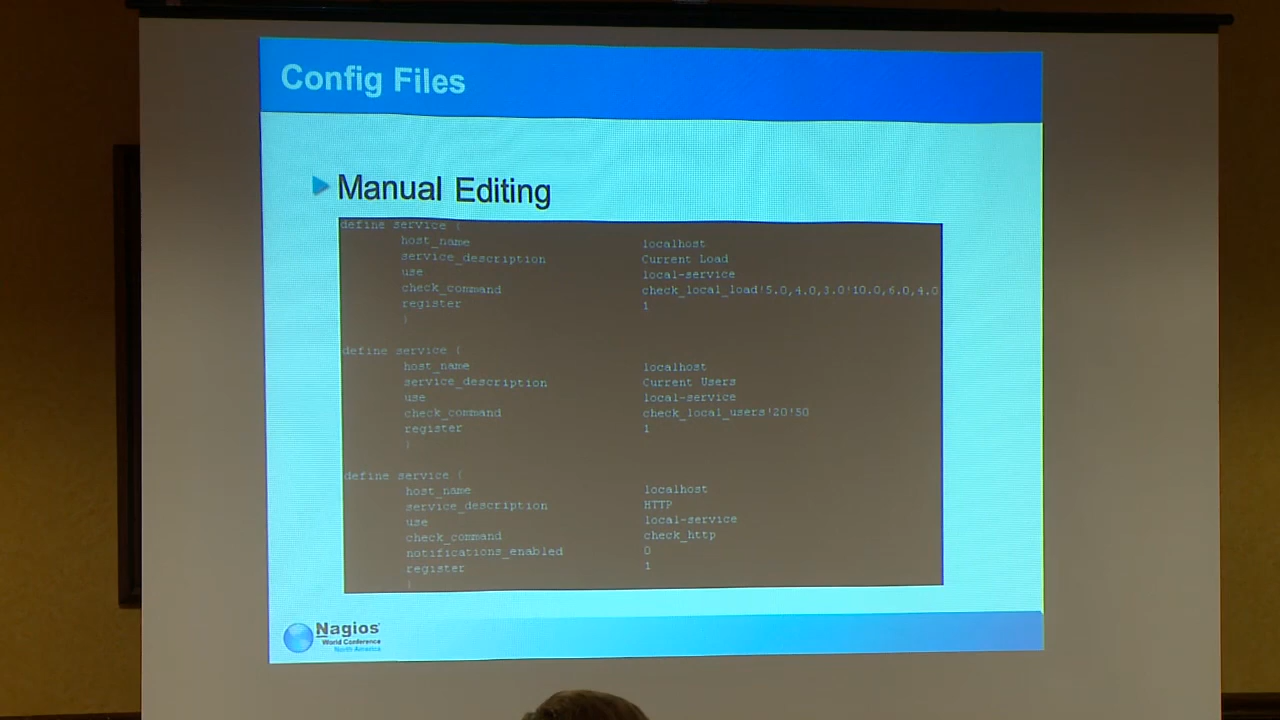 Config Files
Manual Editing
define service {
host_name localhost
service_description Current Load
use local-service
check_command check_local_load!5.0,4.0,3.0!10.0,6.0,4.0
register 1
}
define service {
host_name localhost
service_description Current Users
use local-service
check_command check_local_users!20!50
register 1
}
define service {
host_name localhost
service_description HTTP
use local-service
check_command check_http
notifications_enabled 0
register 1
}
Nagios
World Conference
North America